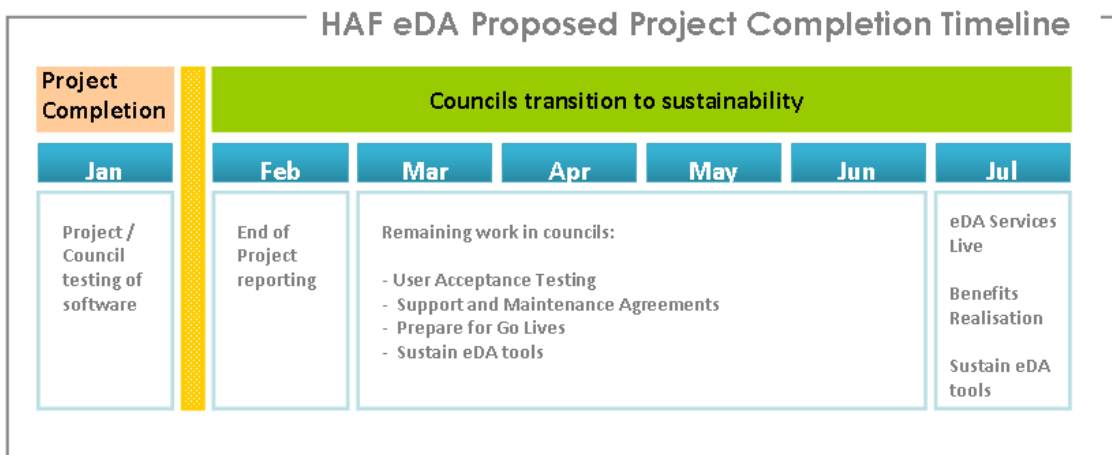 HAF eDA Proposed Project Completion Timeline
Project
Completion
Councils transition to sustainability
Jan
Feb
Mar
Apr
May
Jun
Jul
Project /
Council
testing of
software
End of
Project
reporting
Remaining work in councils:
- User Acceptance Testing
- Support and Maintenance Agreements
- Prepare for Go Lives
- Sustain eDA tools
eDA Services
Live
Benefits
Realisation
Sustain eDA
tools